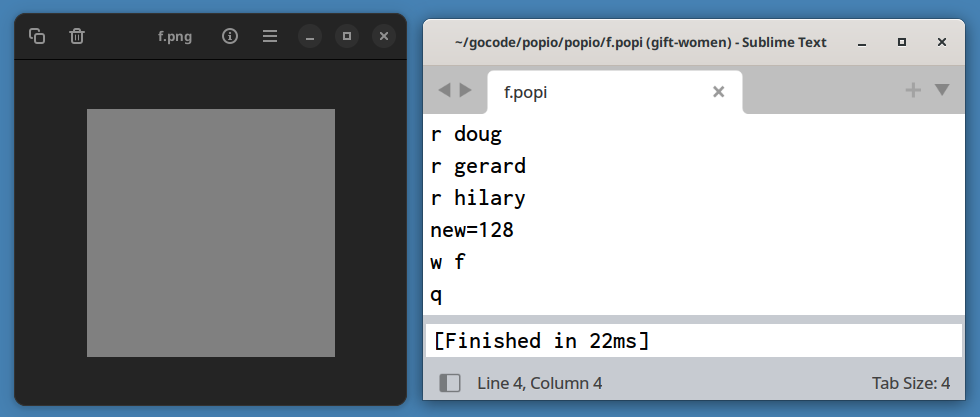 f.png
~/gocode/popio/popio/f.popi (gift-women) - Sublime Text
f.popi
r doug
r gerard
r hilary
new=128
w f
q
[Finished in 22ms]
Line 4, Column 4
Tab Size: 4